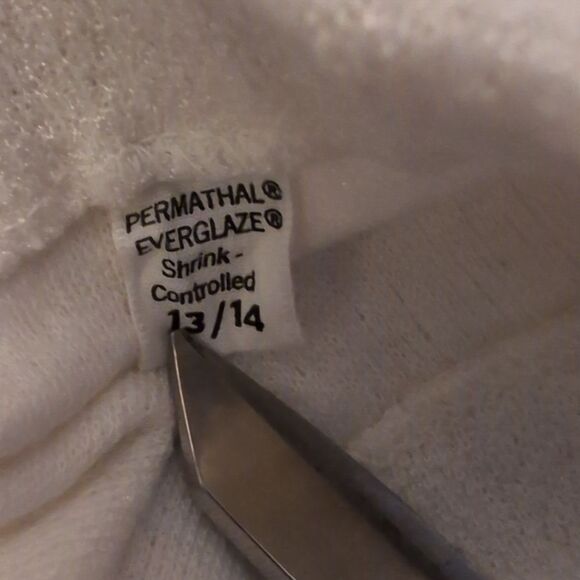 PERMATHAL®
EVERGLAZE®
Shrink -
Controlled
13/14